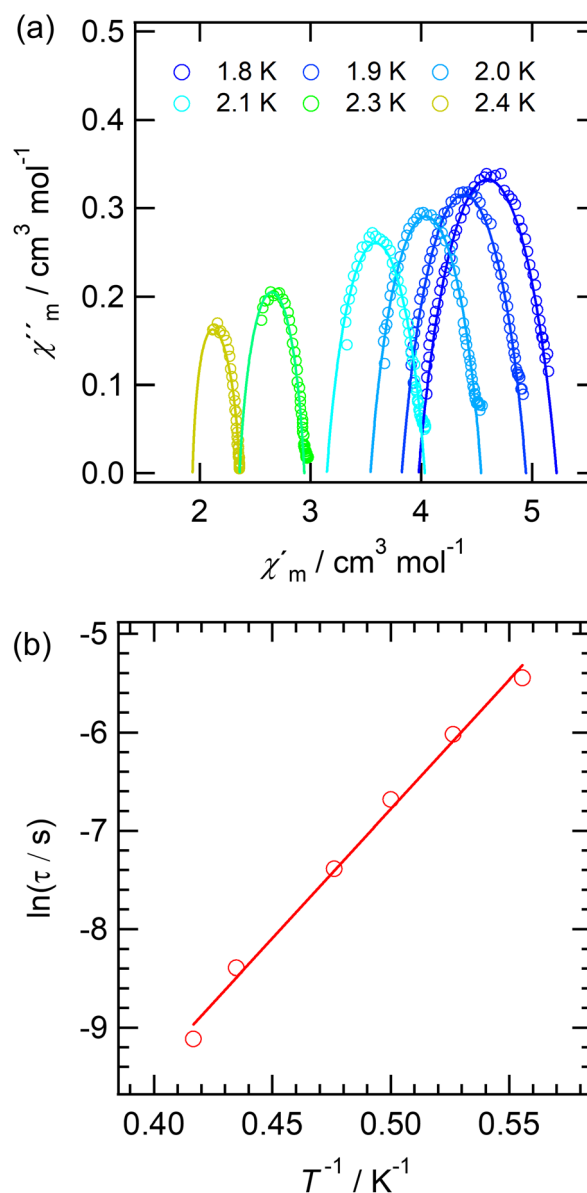 (a)
0.5
0.4
0.3
0.2
0.1
0.0
χ″m / cm³ mol⁻¹
1.8 K 1.9 K 2.0 K
2.1 K 2.3 K 2.4 K
2 3 4 5
χ′m / cm³ mol⁻¹
(b)
-5
-6
-7
-8
-9
ln(τ / s)
0.40 0.45 0.50 0.55
T⁻¹ / K⁻¹